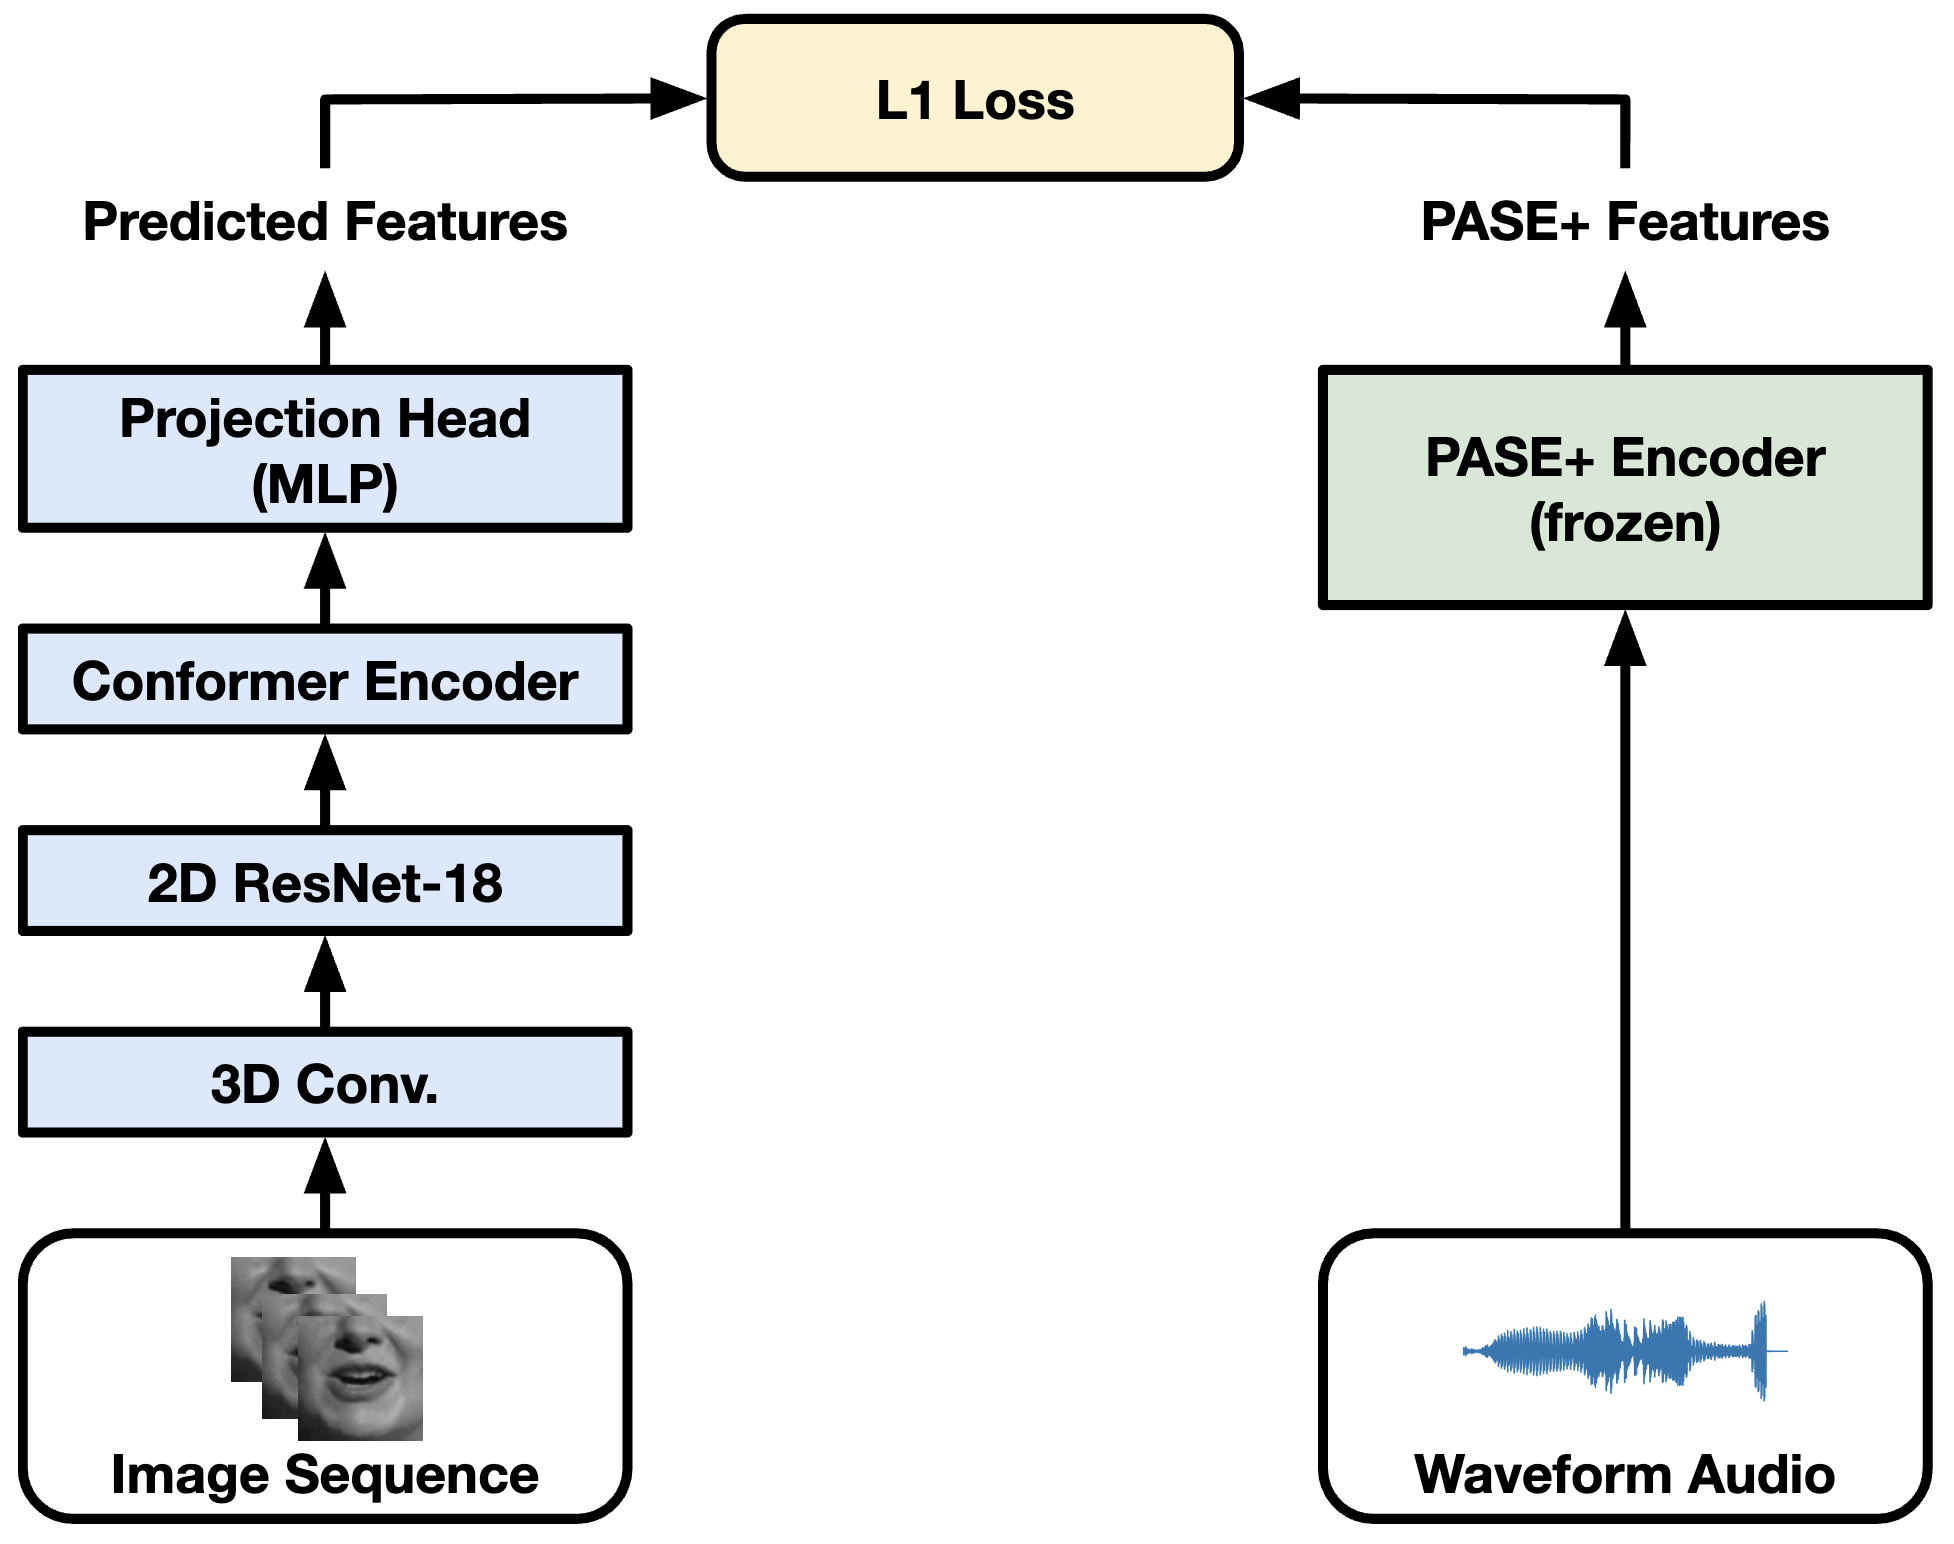 L1 Loss
Predicted Features
PASE+ Features
Projection Head
(MLP)
PASE+ Encoder
(frozen)
Conformer Encoder
2D ResNet-18
3D Conv.
Image Sequence
Waveform Audio